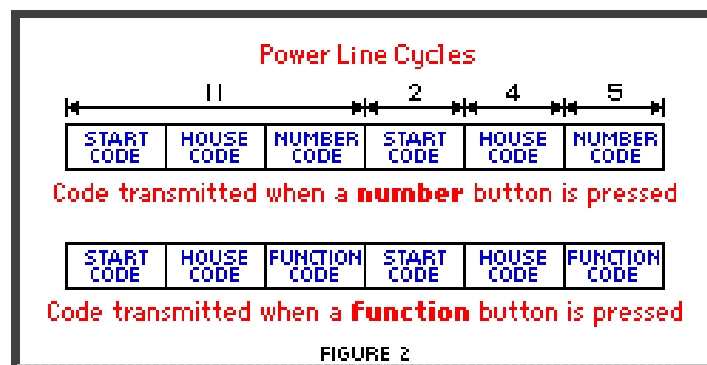 Power Line Cycles
11 2 4 5
START CODE HOUSE CODE NUMBER CODE START CODE HOUSE CODE NUMBER CODE
Code transmitted when a number button is pressed
START CODE HOUSE CODE FUNCTION CODE START CODE HOUSE CODE FUNCTION CODE
Code transmitted when a function button is pressed
FIGURE 2